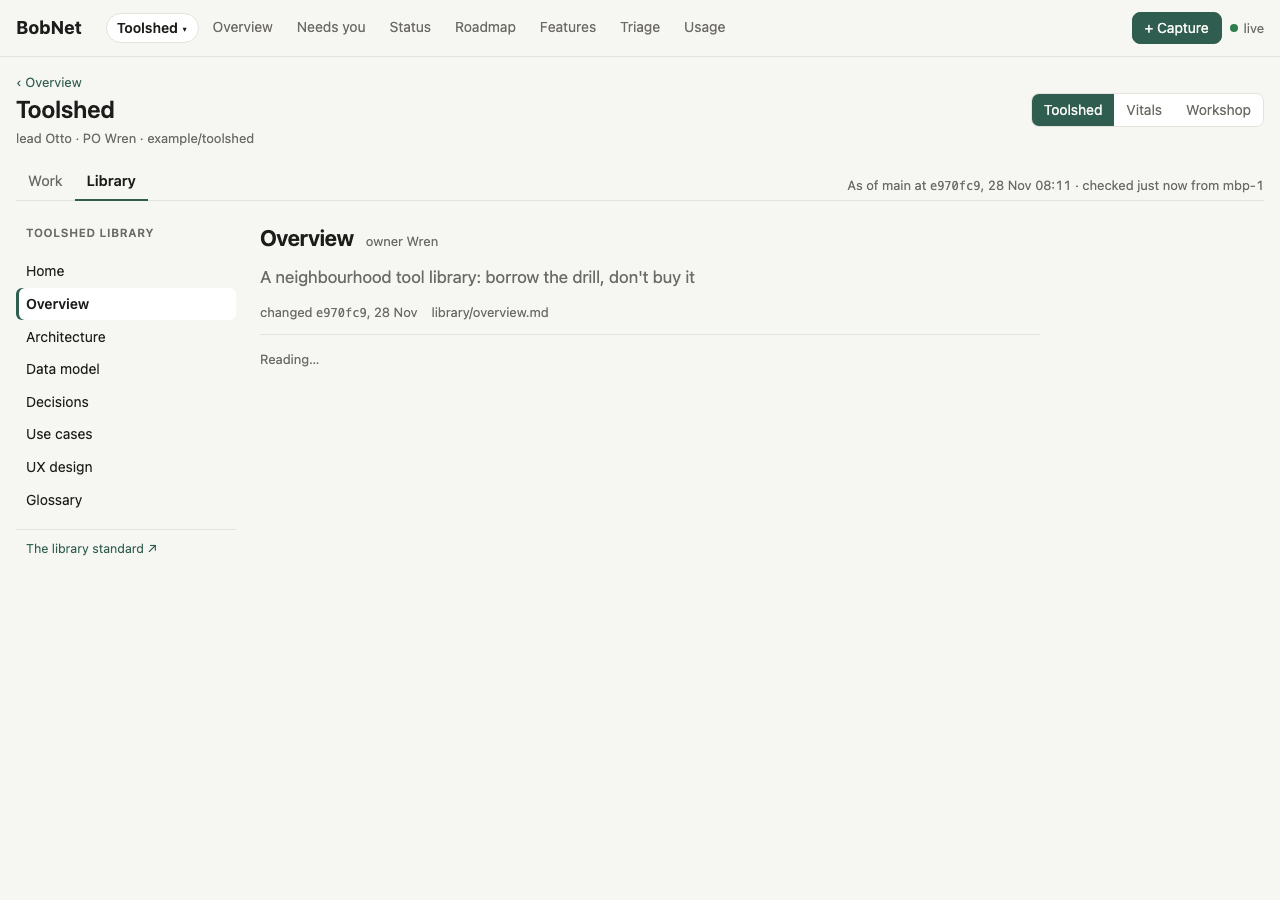 BobNet
Toolshed ▾
Overview
Needs you
Status
Roadmap
Features
Triage
Usage
+ Capture
live
‹ Overview
Toolshed
lead Otto · PO Wren · example/toolshed
Toolshed
Vitals
Workshop
Work
Library
As of main at e970fc9, 28 Nov 08:11 · checked just now from mbp-1
TOOLSHED LIBRARY
Home
Overview
Architecture
Data model
Decisions
Use cases
UX design
Glossary
The library standard ↗
Overview owner Wren
A neighbourhood tool library: borrow the drill, don't buy it
changed e970fc9, 28 Nov library/overview.md
Reading…